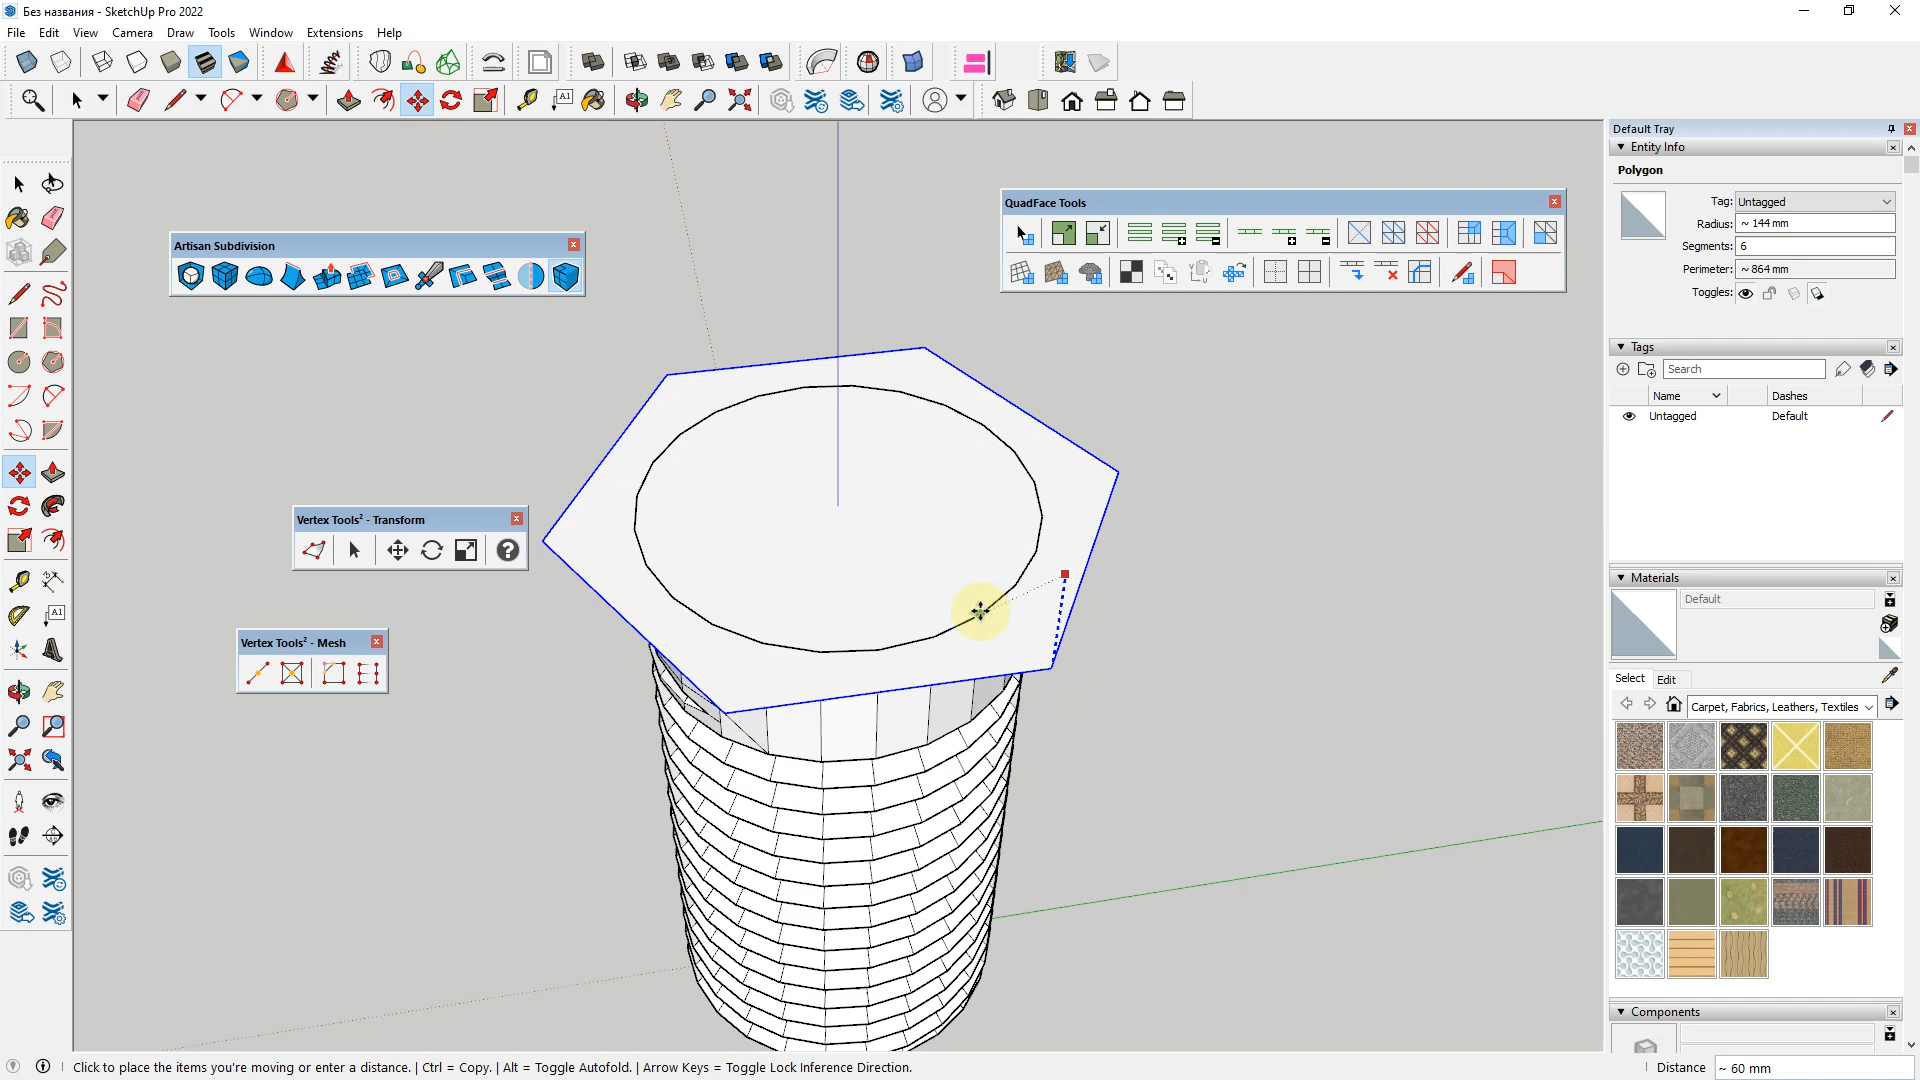 Без названия - SketchUp Pro 2022
File Edit View Camera Draw Tools Window Extensions Help
A1
Default Tray
Entity Info
Polygon
Tag: Untagged
Radius: ~ 144 mm
Segments: 6
Perimeter: ~ 864 mm
Toggles:
QuadFace Tools
Artisan Subdivision
Tags
Search
Name Dashes
Untagged Default
Vertex Tools² - Transform
Materials
Default
A1
Vertex Tools² - Mesh
Select Edit
Carpet, Fabrics, Leathers, Textiles
Components
Click to place the items you're moving or enter a distance. | Ctrl = Copy. | Alt = Toggle Autofold. | Arrow Keys = Toggle Lock Inference Direction.
Distance ~ 60 mm